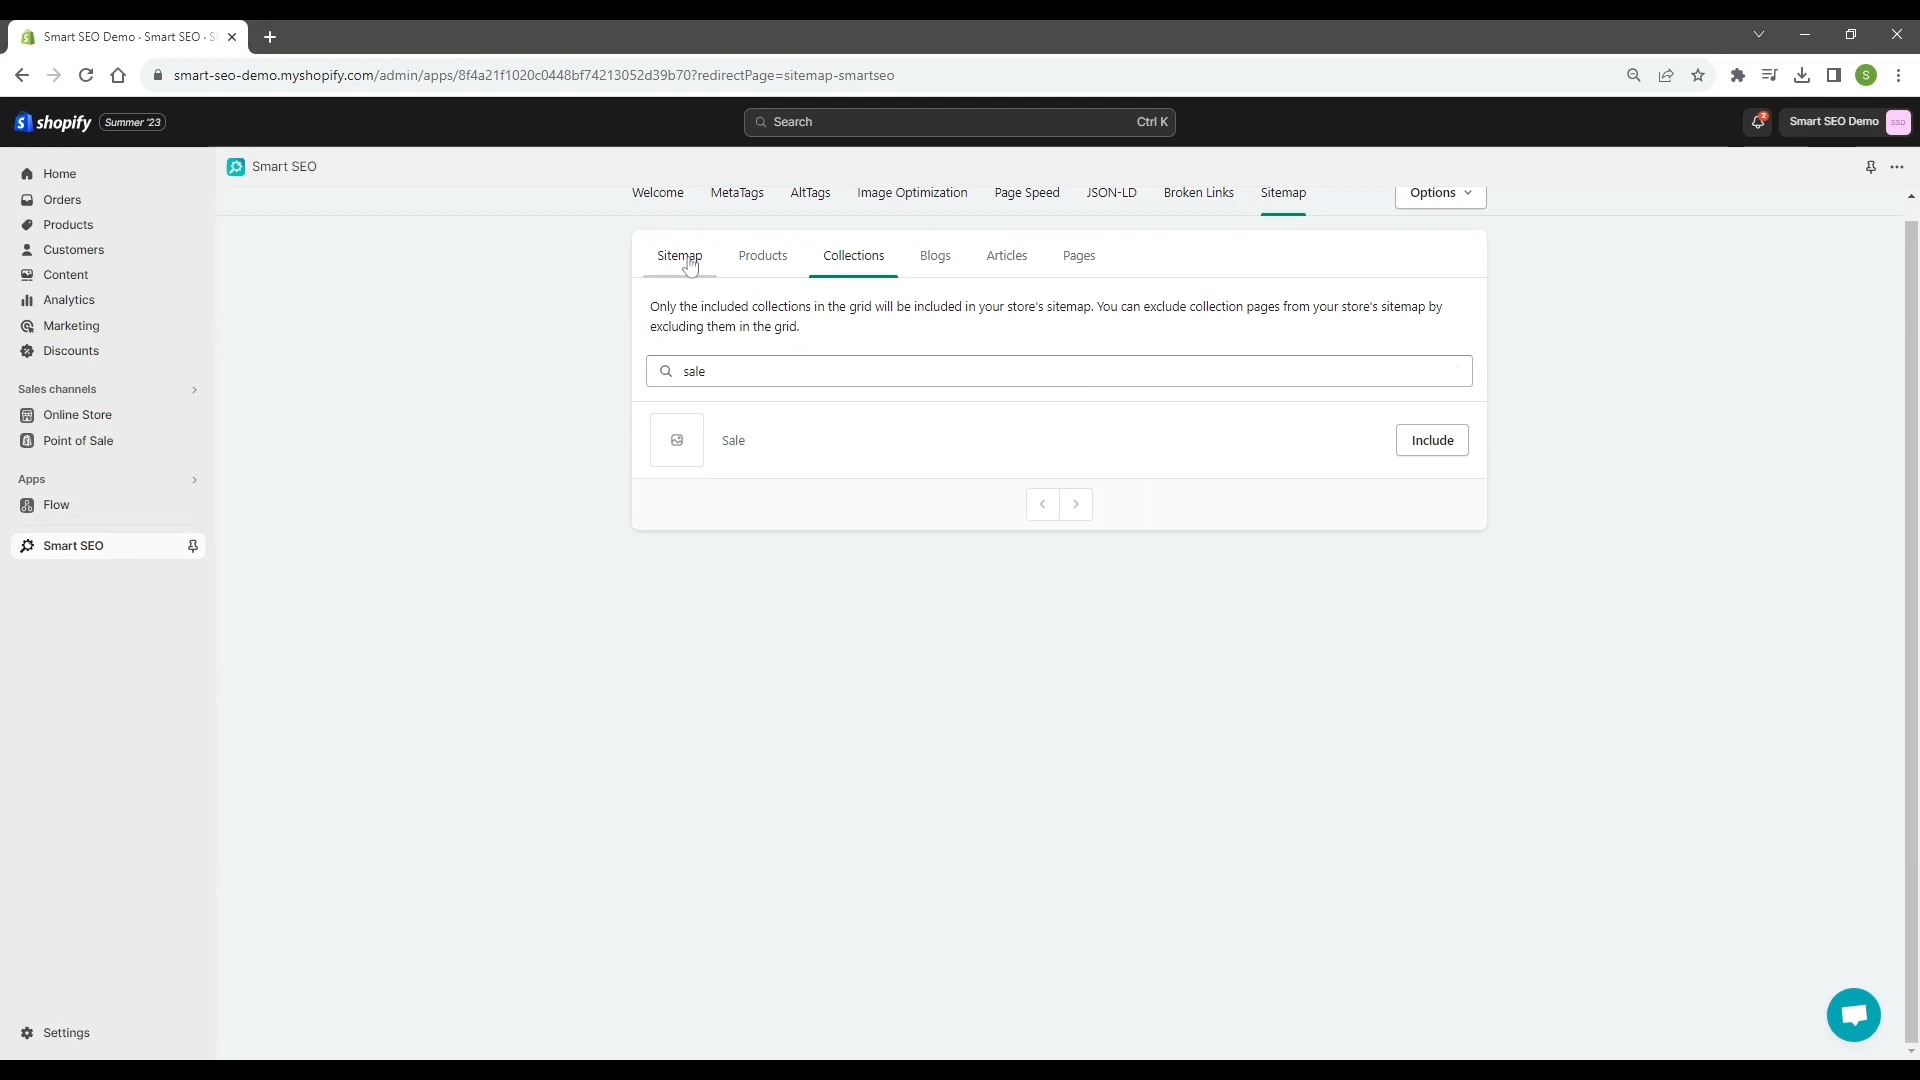 Smart SEO Demo · Smart SEO · S
smart-seo-demo.myshopify.com/admin/apps/8f4a21f1020c0448bf74213052d39b70?redirectPage=sitemap-smartseo
S
shopify
Summer '23
Search
Ctrl K
2
Smart SEO Demo
SSD
Home
Orders
Products
Customers
Content
Analytics
Marketing
Discounts
Sales channels
Online Store
Point of Sale
Apps
Flow
Smart SEO
Settings
Smart SEO
Welcome
MetaTags
AltTags
Image Optimization
Page Speed
JSON-LD
Broken Links
Sitemap
Options
Sitemap
Products
Collections
Blogs
Articles
Pages
Only the included collections in the grid will be included in your store's sitemap. You can exclude collection pages from your store's sitemap by
excluding them in the grid.
sale
Sale
Include